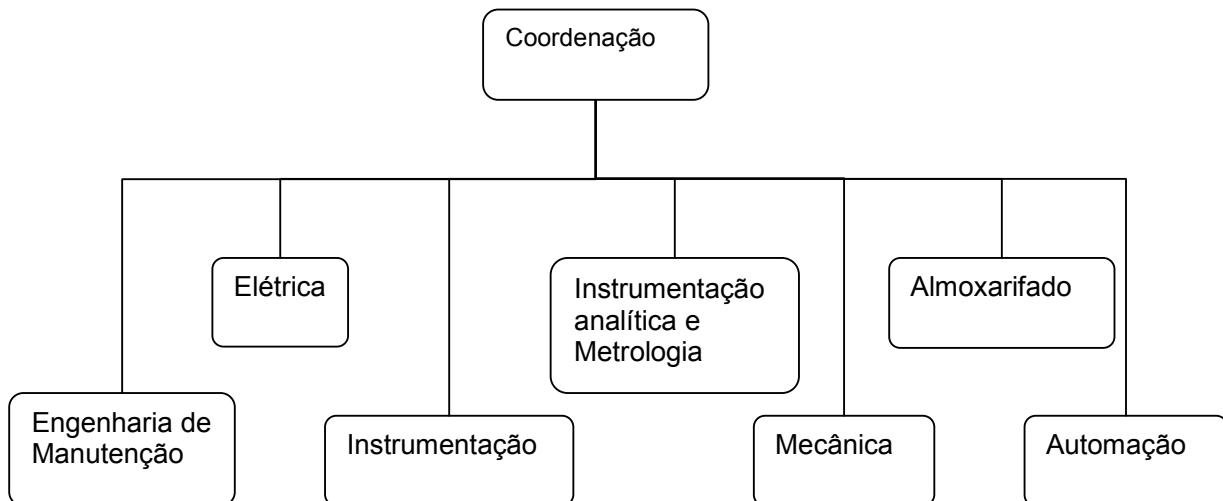 Coordenação
Elétrica
Instrumentação
analítica e
Metrologia
Almoxarifado
Engenharia de
Manutenção
Instrumentação
Mecânica
Automação